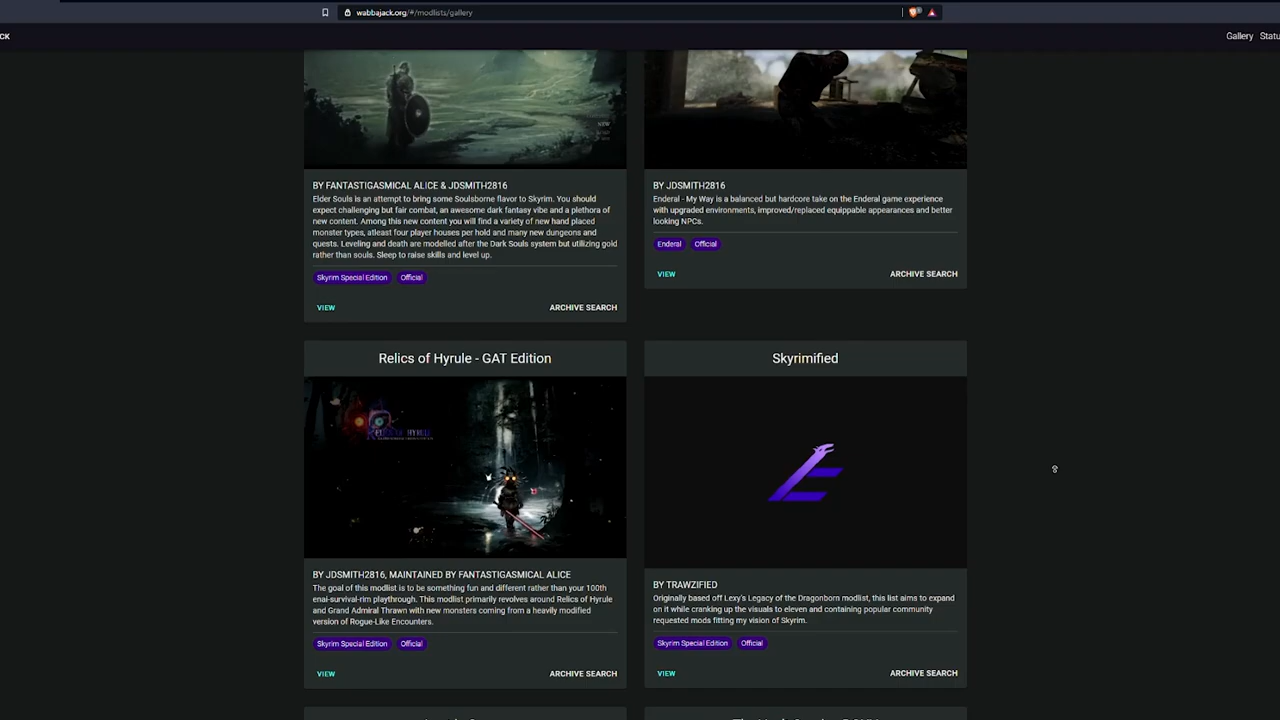 wabbajack.org/#/modlists/gallery
CK
Gallery
Statu
NEW
BY FANTASTIGASMICAL ALICE & JDSMITH2816
Elder Souls is an attempt to bring some Soulsborne flavor to Skyrim. You should
expect challenging but fair combat, an awesome dark fantasy vibe and a plethora of
new content. Among this new content you will find a variety of new hand placed
monster types, atleast four player houses per hold and many new dungeons and
quests. Leveling and death are modelled after the Dark Souls system but utilizing gold
rather than souls. Sleep to raise skills and level up.
Skyrim Special Edition
Official
VIEW
ARCHIVE SEARCH
BY JDSMITH2816
Enderal - My Way is a balanced but hardcore take on the Enderal game experience
with upgraded environments, improved/replaced equippable appearances and better
looking NPCs.
Enderal
Official
VIEW
ARCHIVE SEARCH
Relics of Hyrule - GAT Edition
BY JDSMITH2816, MAINTAINED BY FANTASTIGASMICAL ALICE
The goal of this modlist is to be something fun and different rather than your 100th
enai-survival-rim playthrough. This modlist primarily revolves around Relics of Hyrule
and Grand Admiral Thrawn with new monsters coming from a heavily modified
version of Rogue-Like Encounters.
Skyrim Special Edition
Official
VIEW
ARCHIVE SEARCH
Skyrimified
BY TRAWZIFIED
Originally based off Lexy's Legacy of the Dragonborn modlist, this list aims to expand
on it while cranking up the visuals to eleven and containing popular community
requested mods fitting my vision of Skyrim.
Skyrim Special Edition
Official
VIEW
ARCHIVE SEARCH